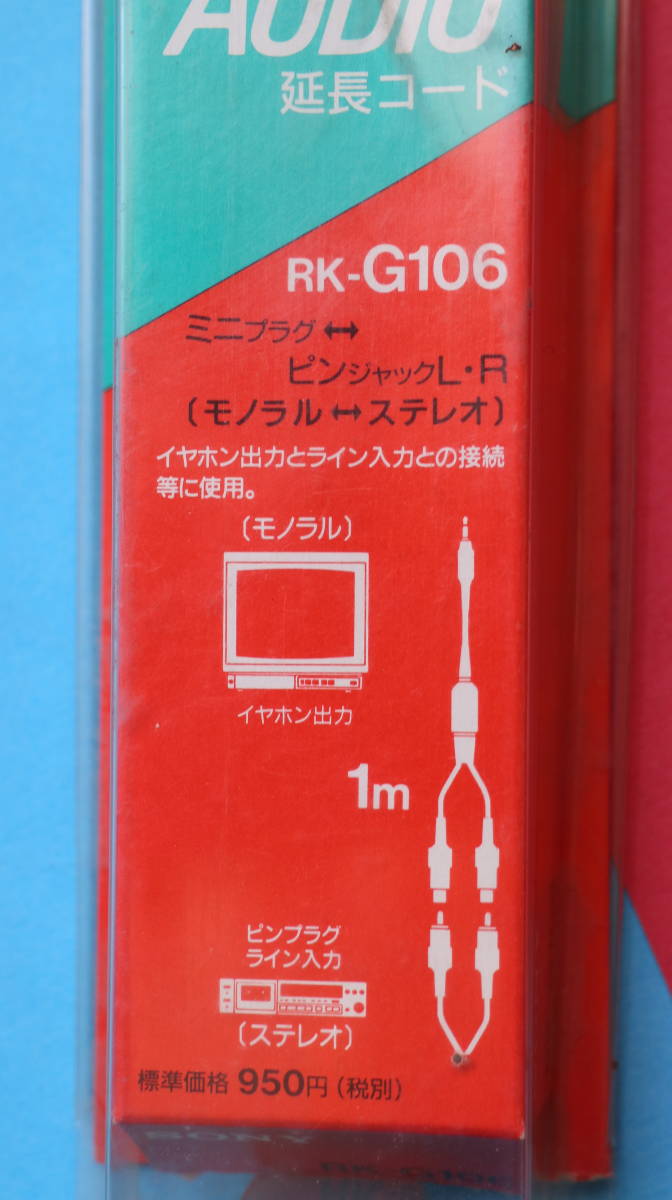 AUDIO
延長コード
RK-G106
ミニプラグ↔
ピンジャックL・R
(モノラル↔ステレオ)
イヤホン出力とライン入力との接続
等に使用。
(モノラル)
イヤホン出力
1m
ピンプラグ
ライン入力
(ステレオ)
標準価格 950円(税別)
SONY
RK-G106